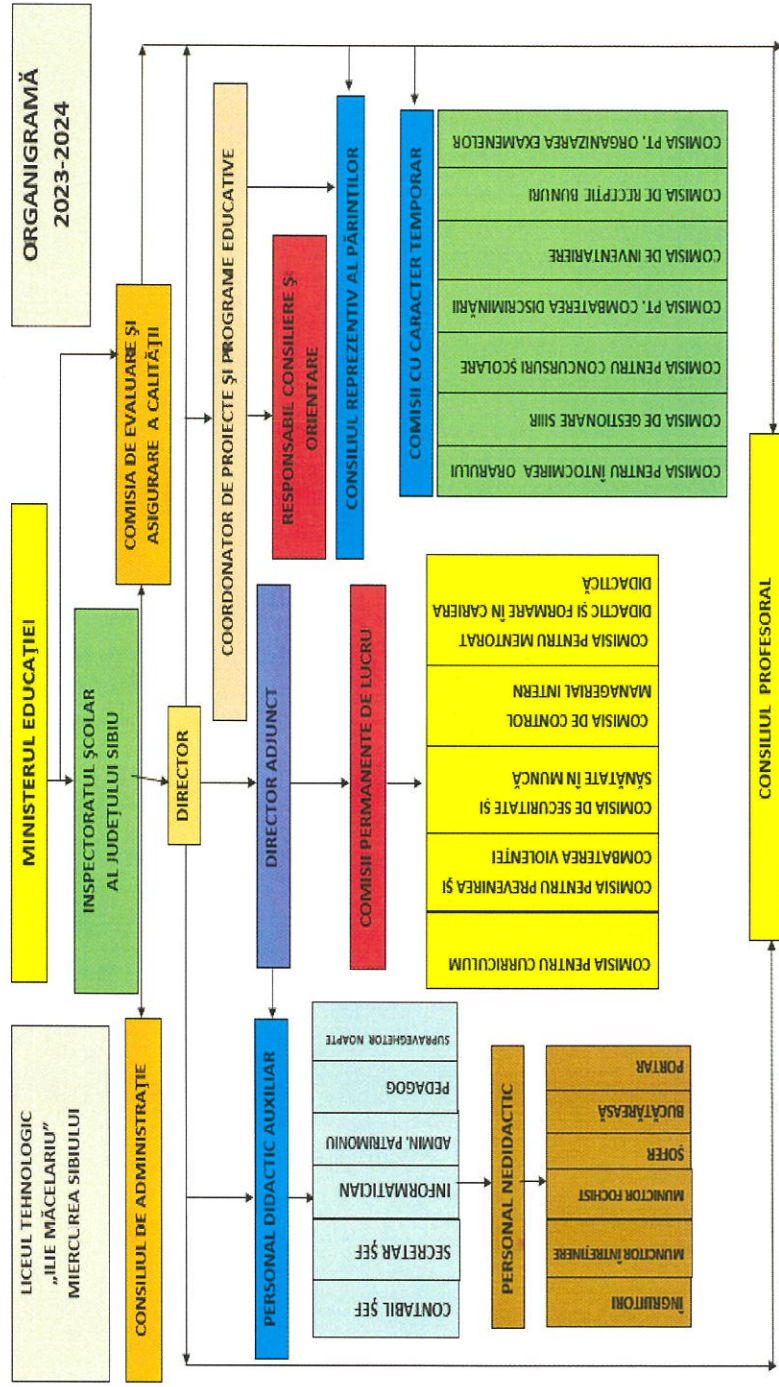 LICEUL TEHNOLOGIC
„ILIE MĂCELARIU”
MIERCUREA SIBIULUI
MINISTERUL EDUCAȚIEI
ORGANIGRAMĂ
2023-2024
INSPECTORATUL ȘCOLAR
AL JUDEȚULUI SIBIU
COMISIA DE EVALUARE ȘI
ASIGURARE A CALITĂȚII
CONSILIUL DE ADMINISTRAȚIE
DIRECTOR
COORDONATOR DE PROIECTE ȘI PROGRAME EDUCATIVE
PERSONAL DIDACTIC AUXILIAR
DIRECTOR ADJUNCT
RESPONSABIL CONSILIERE ȘI
ORIENTARE
CONTABIL ȘEF
SECRETAR ȘEF
INFORMATICIAN
ADMIN. PATRIMONIU
PEDAGOG
SUPRAVEGHETOR NOAPTE
COMISII PERMANENTE DE LUCRU
CONSILIUL REPREZENTIV AL PĂRINTILOR
COMISII CU CARACTER TEMPORAR
COMISIA PENTRU CURRICULUM
COMISIA PENTRU PREVENIREA ȘI
COMBATEREA VIOLENȚEI
COMISIA DE SECURITATE ȘI
SĂNĂTATE ÎN MUNCĂ
COMISIA DE CONTROL
MANAGERIAL INTERN
COMISIA PENTRU MENTORAT
DIDACTIC ȘI FORMARE ÎN CARIERA
DIDACTICĂ
COMISIA PENTRU ÎNTOCMIREA ORARULUI
COMISIA DE GESTIONARE SIIIR
COMISIA PENTRU CONCURSURI ȘCOLARE
COMISIA PT. COMBATEREA DISCRIMINĂRII
COMISIA DE INVENTARIERE
COMISIA DE RECEPȚIE BUNURI
COMISIA PT. ORGANIZAREA EXAMENELOR
PERSONAL NEDIDACTIC
ÎNGRIJITORI
MUNCITOR ÎNTREȚINERE
MUNICTOR FOCHIST
ȘOFER
BUCĂTĂREASĂ
PORTAR
CONSILIUL PROFESORAL